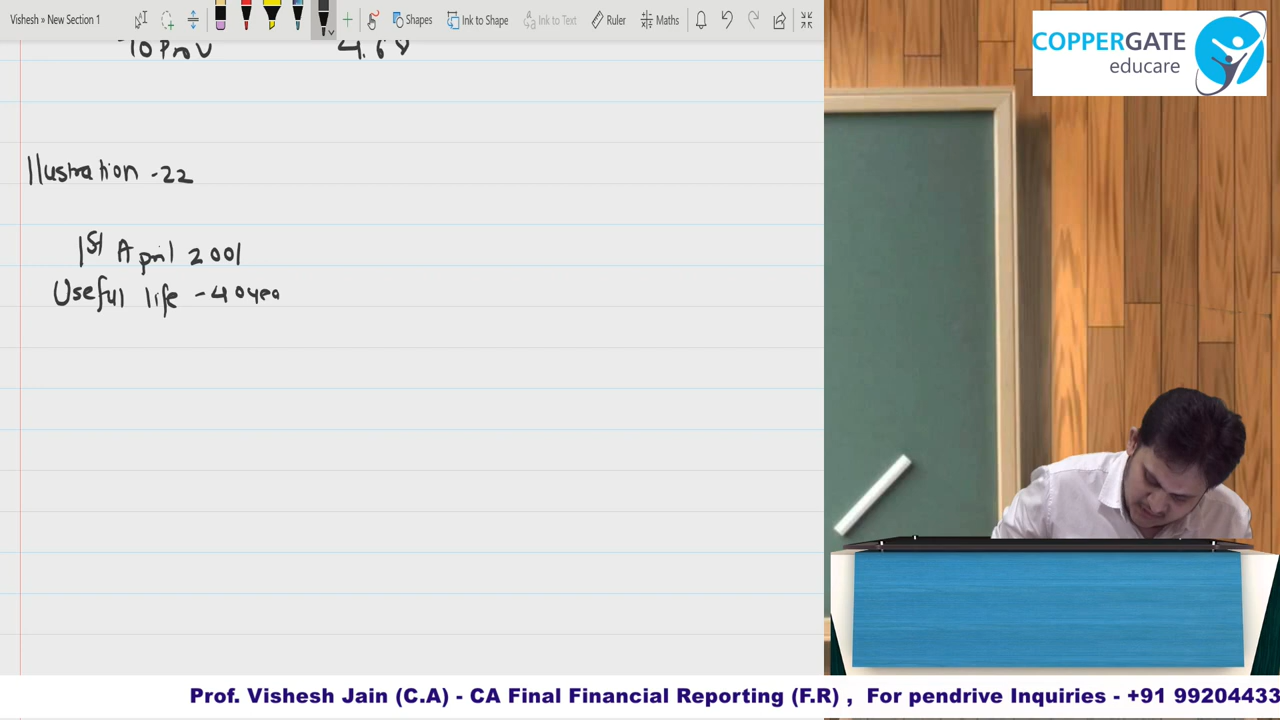 Vishesh » New Section 1
Shapes
Ink to Shape
Ink to Text
Ruler
Maths
COPPERGATE
educare
Illustration - 22
1st April 2001
Useful life - 40 yea
Prof. Vishesh Jain (C.A) - CA Final Financial Reporting (F.R) , For pendrive Inquiries - +91 99204433